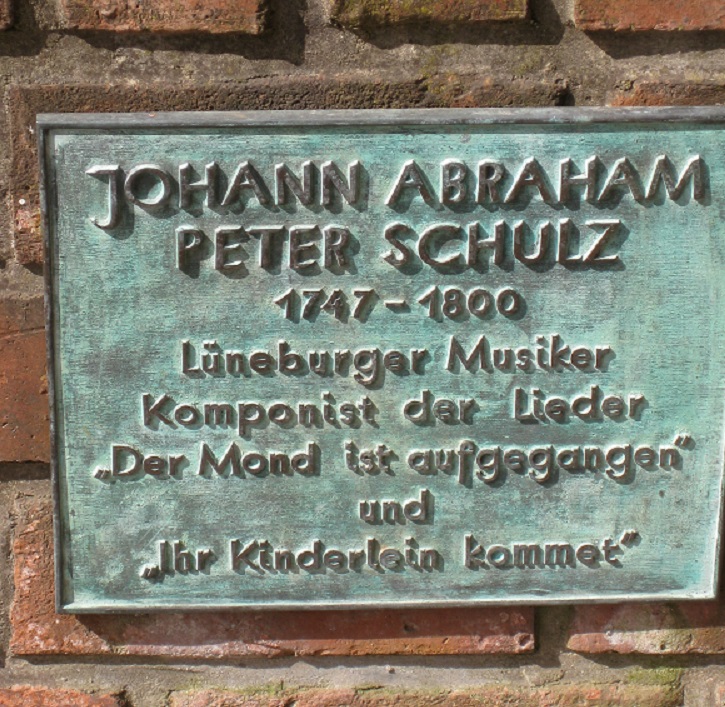 JOHANN ABRAHAM
PETER SCHULZ
1747-1800
Lüneburger Musiker
Komponist der Lieder
„Der Mond ist aufgegangen“
und
„Ihr Kinderlein kommet“